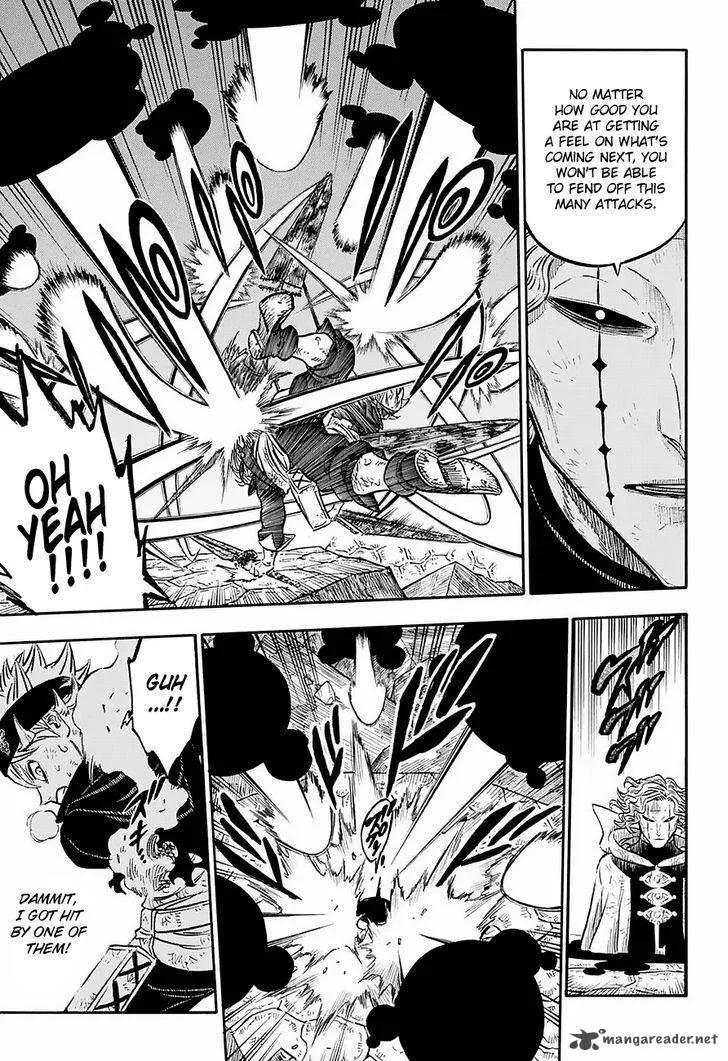 NO MATTER
HOW GOOD YOU
ARE AT GETTING
A FEEL ON WHAT'S
COMING NEXT, YOU
WON'T BE ABLE
TO FEND OFF THIS
MANY ATTACKS.
OH
YEAH
!!!!
GUH
...!!
DAMMIT,
I GOT HIT
BY ONE OF
THEM!
mangareader.net